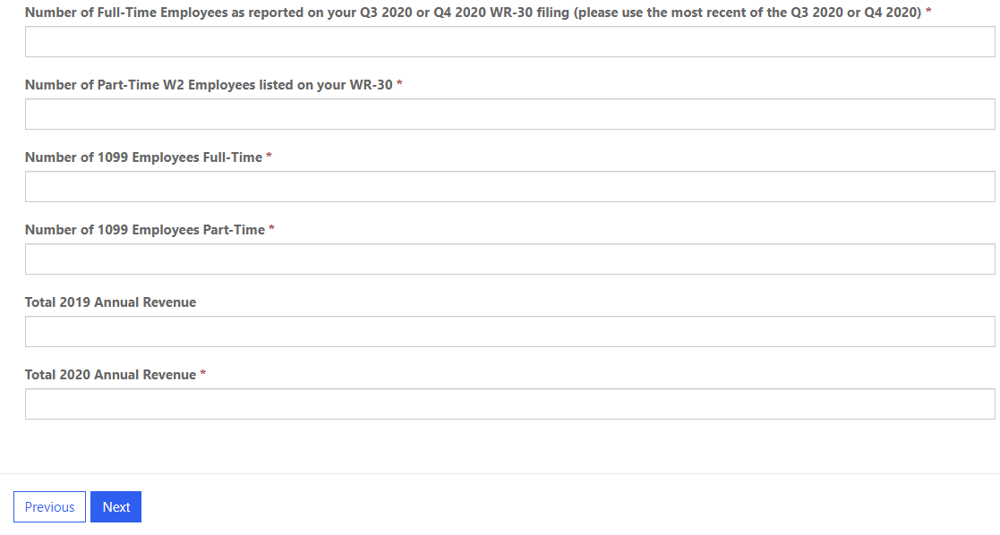 Number of Full-Time Employees as reported on your Q3 2020 or Q4 2020 WR-30 filing (please use the most recent of the Q3 2020 or Q4 2020) *
Number of Part-Time W2 Employees listed on your WR-30 *
Number of 1099 Employees Full-Time *
Number of 1099 Employees Part-Time *
Total 2019 Annual Revenue
Total 2020 Annual Revenue *
Previous Next